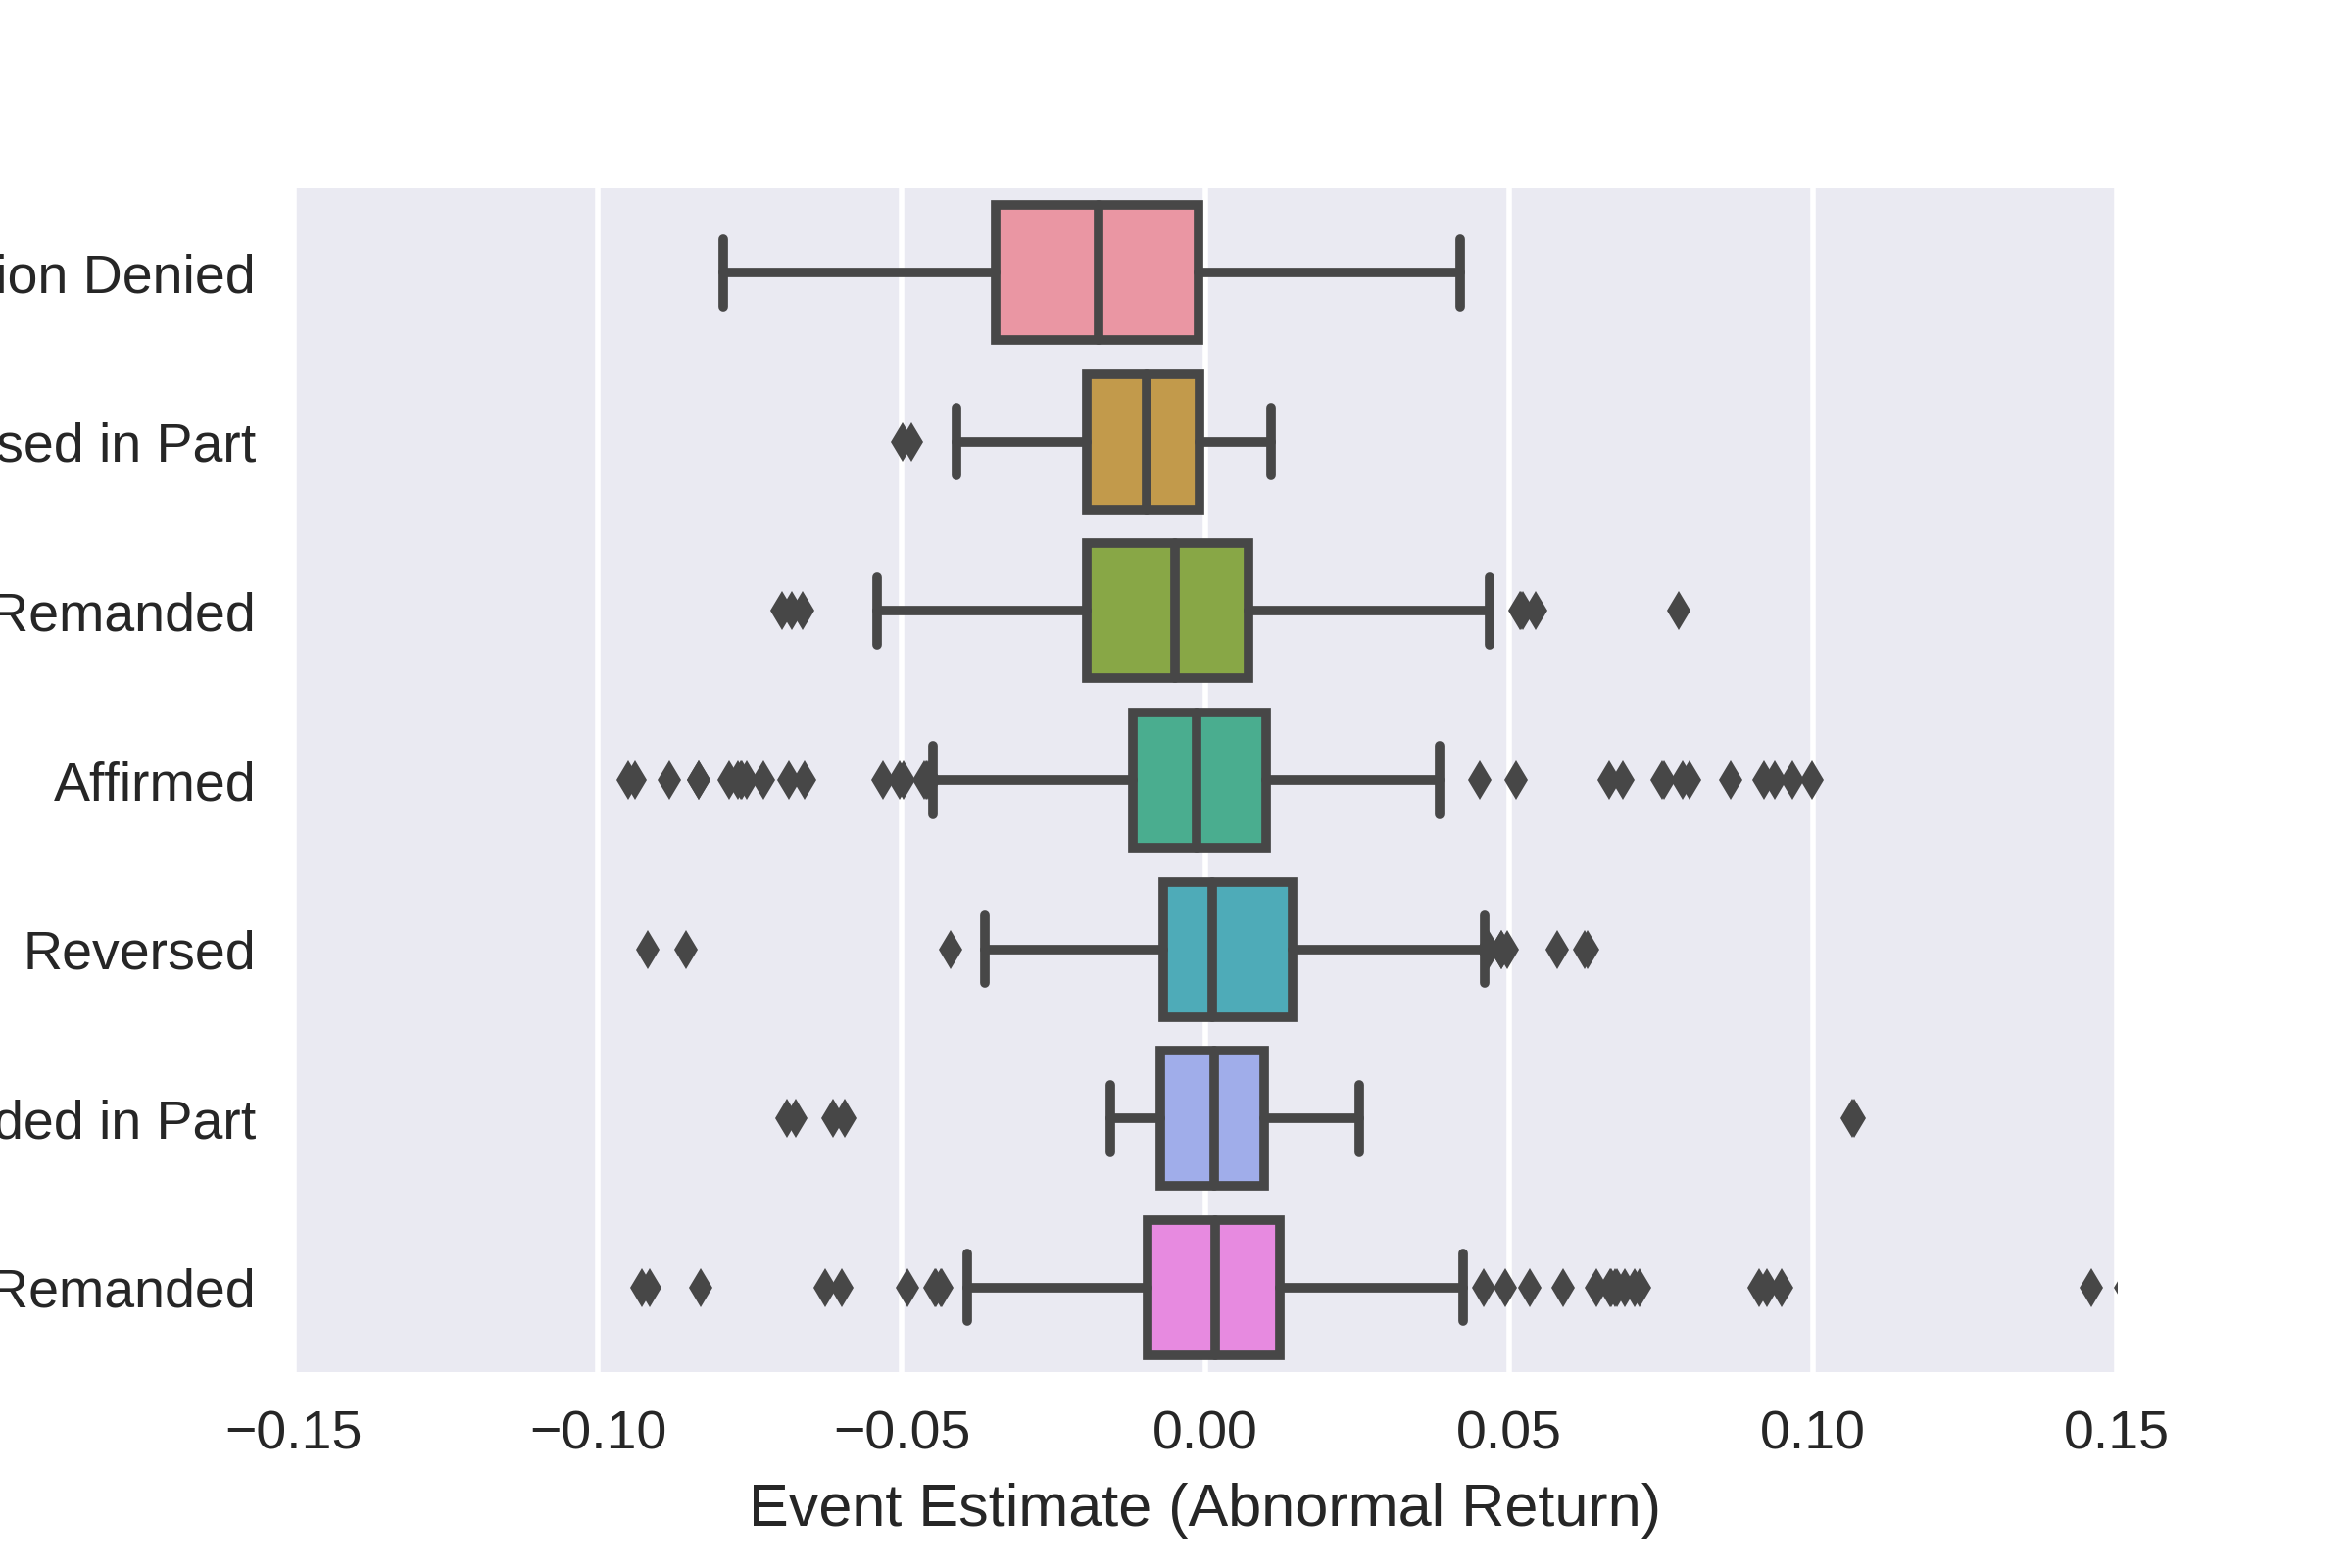 ion Denied
sed in Part
Remanded
Affirmed
Reversed
ded in Part
Remanded
−0.15 −0.10 −0.05 0.00 0.05 0.10 0.15
Event Estimate (Abnormal Return)